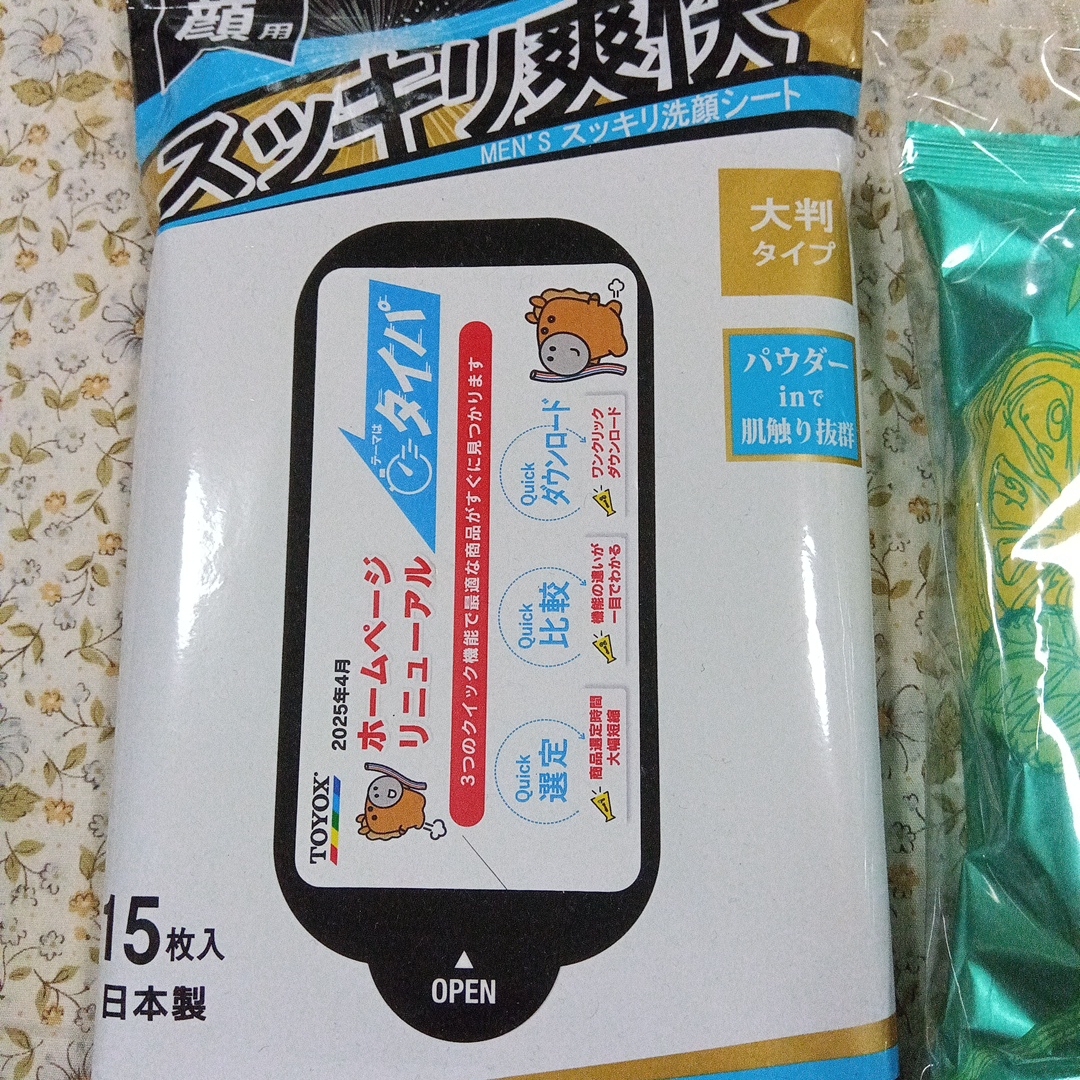 顔用
スッキリ爽快
MEN'S スッキリ洗顔シート
大判
タイプ
パウダー
inで
肌触り抜群
TOYOX
2025年4月
ホームページ
リニューアル
テーマは
タイパ
3つのクイック機能で最適な商品がすぐに見つかります
Quick
選定
商品選定時間
大幅短縮
Quick
比較
機能の違いが
一目でわかる
Quick
ダウンロード
ワンクリック
ダウンロード
15枚入
日本製
OPEN